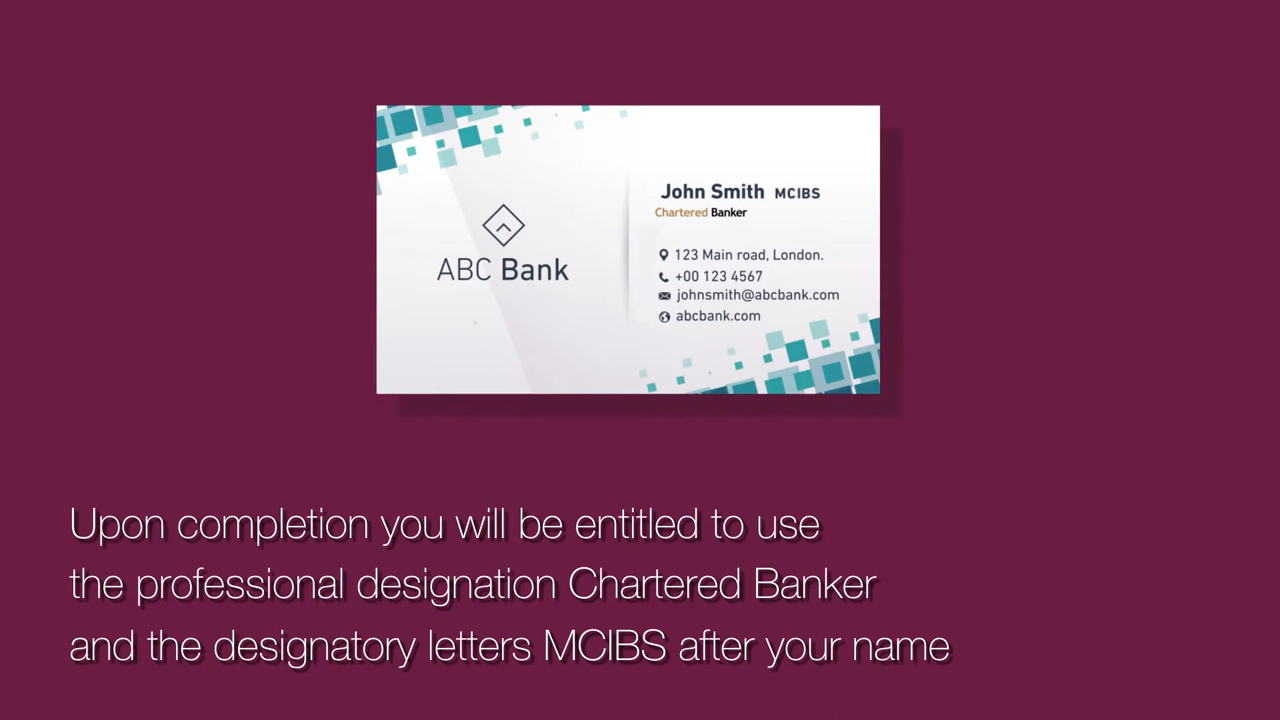 ABC Bank
John Smith MCIBS
Chartered Banker
123 Main road, London.
+00 123 4567
johnsmith@abcbank.com
abcbank.com
Upon completion you will be entitled to use
the professional designation Chartered Banker
and the designatory letters MCIBS after your name